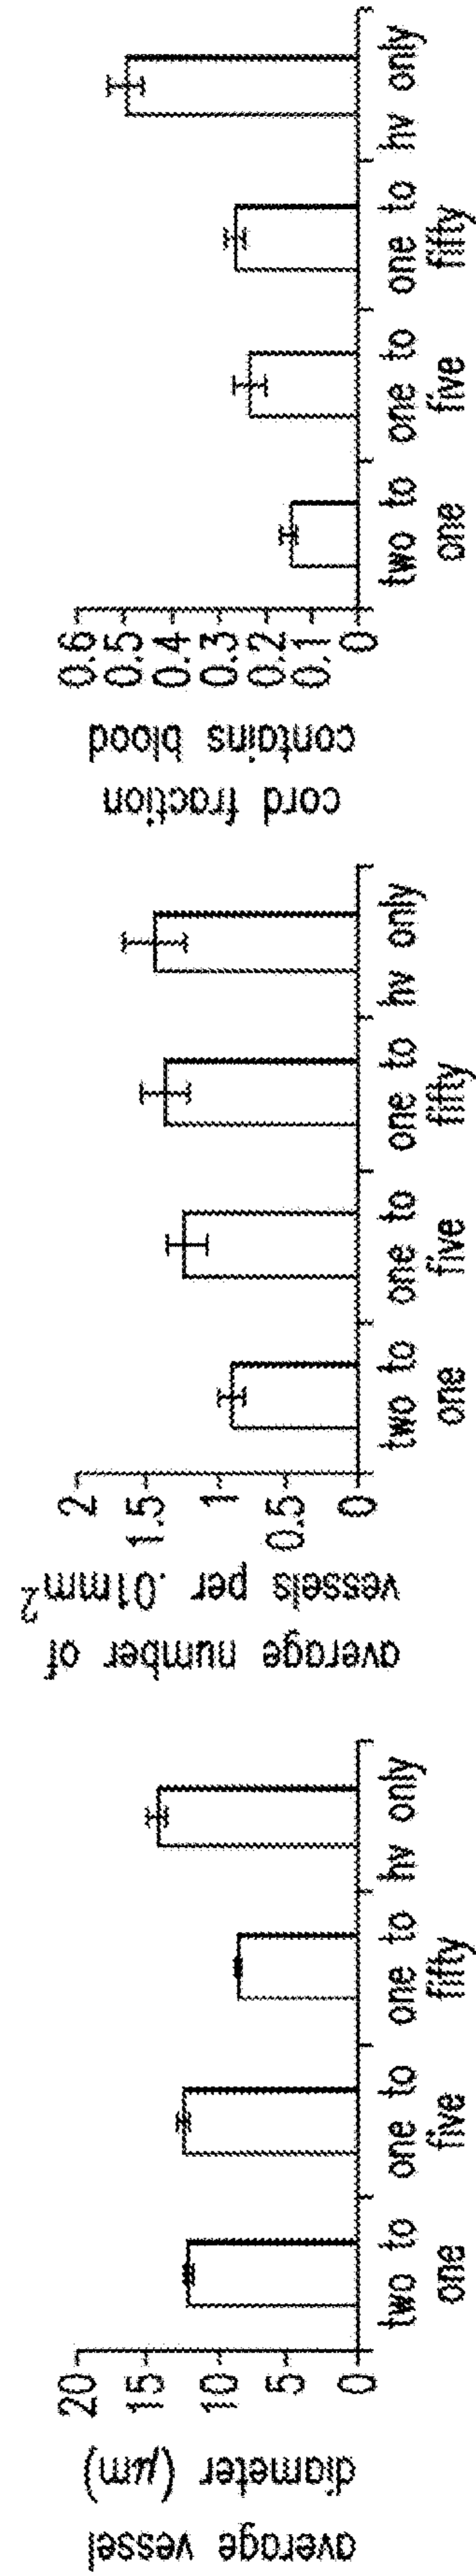 average vessel
diameter (μm)
20
15
10
5
0
two to
one
one to
five
one to
fifty
hv only
average number of
vessels per .01mm2
2
1.5
1
0.5
0
two to
one
one to
five
one to
fifty
hv only
cord fraction
contains blood
0.6
0.5
0.4
0.3
0.2
0.1
0
two to
one
one to
five
one to
fifty
hv only